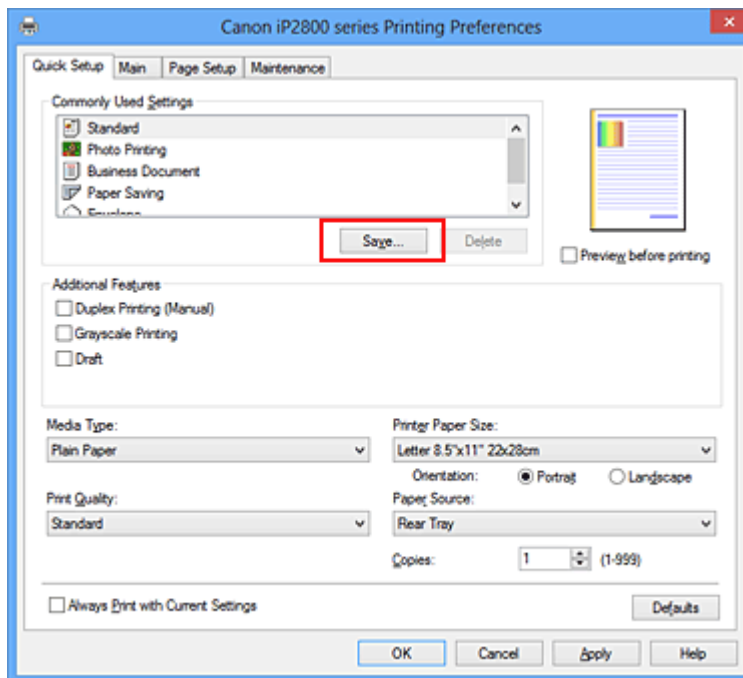 Canon iP2800 series Printing Preferences
Quick Setup Main Page Setup Maintenance
Commonly Used Settings
Standard
Photo Printing
Business Document
Paper Saving
Envelope
Save... Delete
Preview before printing
Additional Features
Duplex Printing (Manual)
Grayscale Printing
Draft
Media Type: Printer Paper Size:
Plain Paper Letter 8.5"x11" 22x28cm
Orientation: Portrait Landscape
Print Quality: Paper Source:
Standard Rear Tray
Copies: 1 (1-999)
Always Print with Current Settings Defaults
OK Cancel Apply Help